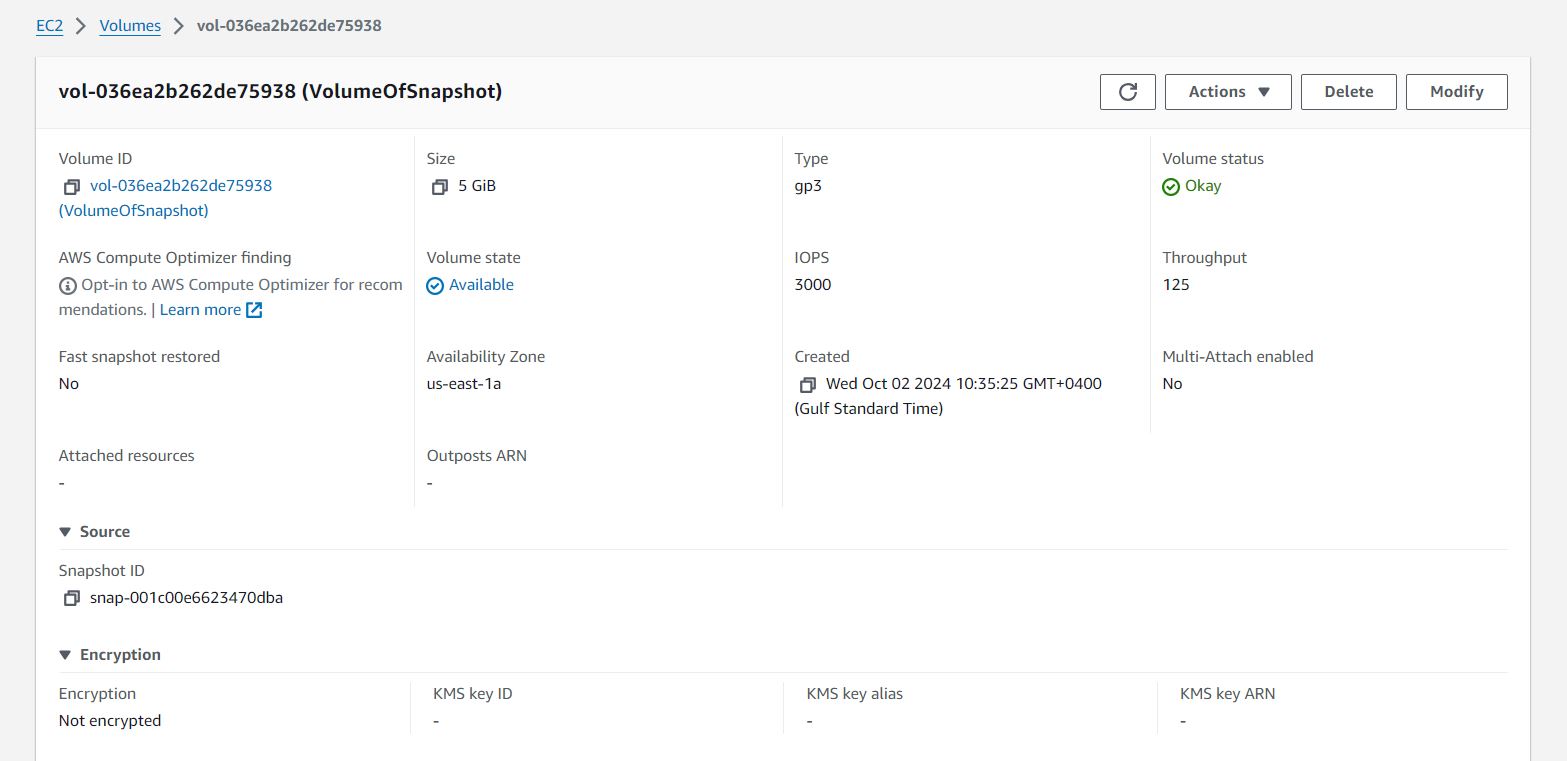 EC2 > Volumes > vol-036ea2b262de75938
vol-036ea2b262de75938 (VolumeOfSnapshot)
Actions
Delete
Modify
Volume ID
vol-036ea2b262de75938
(VolumeOfSnapshot)
Size
5 GiB
Type
gp3
Volume status
Okay
AWS Compute Optimizer finding
Opt-in to AWS Compute Optimizer for recom
mendations. | Learn more
Volume state
Available
IOPS
3000
Throughput
125
Fast snapshot restored
No
Availability Zone
us-east-1a
Created
Wed Oct 02 2024 10:35:25 GMT+0400
(Gulf Standard Time)
Multi-Attach enabled
No
Attached resources
-
Outposts ARN
-
Source
Snapshot ID
snap-001c00e6623470dba
Encryption
Encryption
Not encrypted
KMS key ID
-
KMS key alias
-
KMS key ARN
-